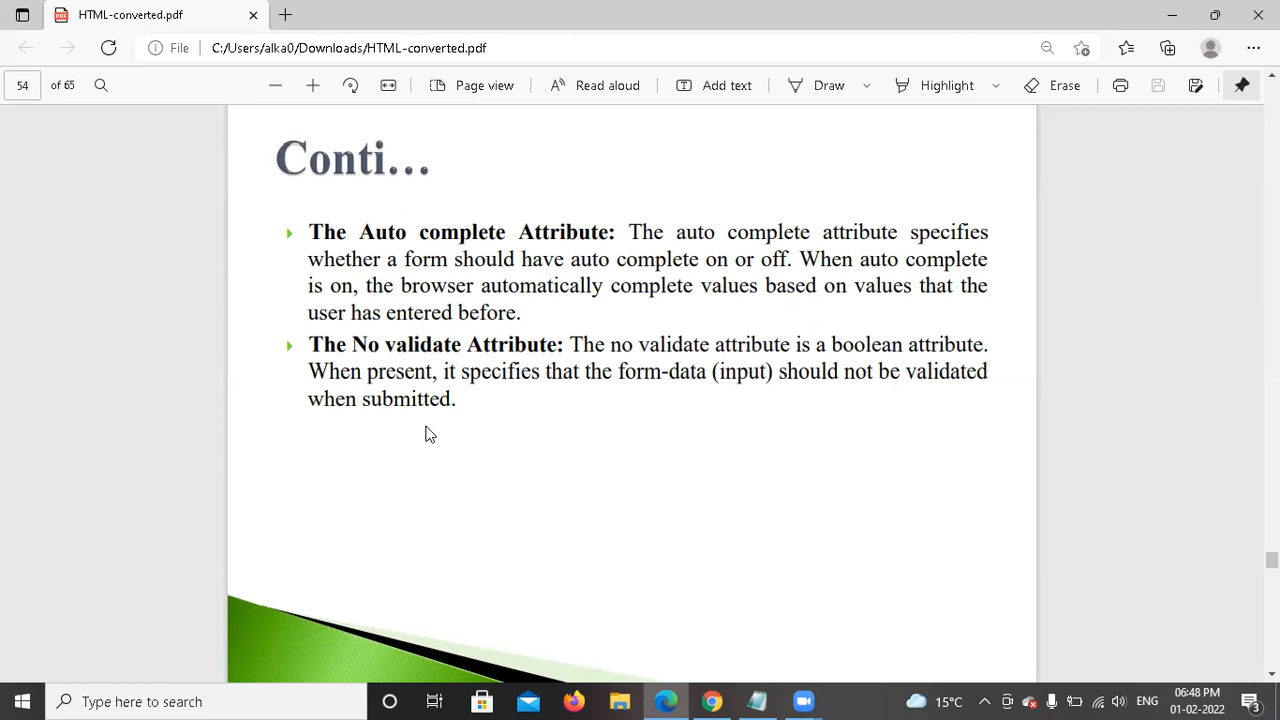 HTML-converted.pdf
File
C:/Users/alka0/Downloads/HTML-converted.pdf
54 of 65
Page view
Read aloud
Add text
Draw
Highlight
Erase
Conti...
The Auto complete Attribute: The auto complete attribute specifies
whether a form should have auto complete on or off. When auto complete
is on, the browser automatically complete values based on values that the
user has entered before.
The No validate Attribute: The no validate attribute is a boolean attribute.
When present, it specifies that the form-data (input) should not be validated
when submitted.
Type here to search
15°C
ENG
06:48 PM
01-02-2022
3